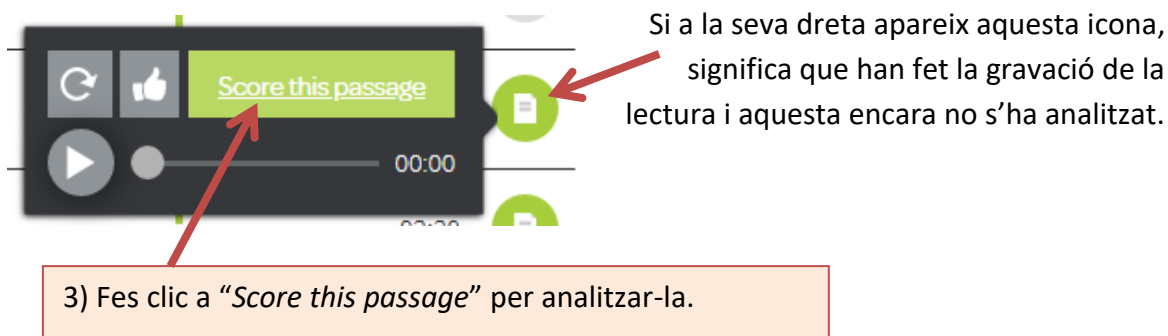 Si a la seva dreta apareix aquesta icona,
significa que han fet la gravació de la
lectura i aquesta encara no s’ha analitzat.
Score this passage
00:00
3) Fes clic a “Score this passage” per analitzar-la.